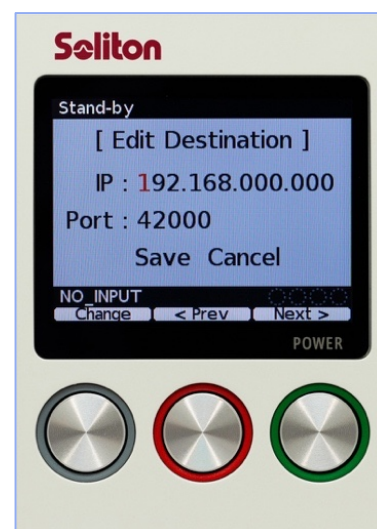 Soliton
Stand-by
[ Edit Destination ]
IP : 192.168.000.000
Port : 42000
Save Cancel
NO_INPUT
Change < Prev Next >
POWER